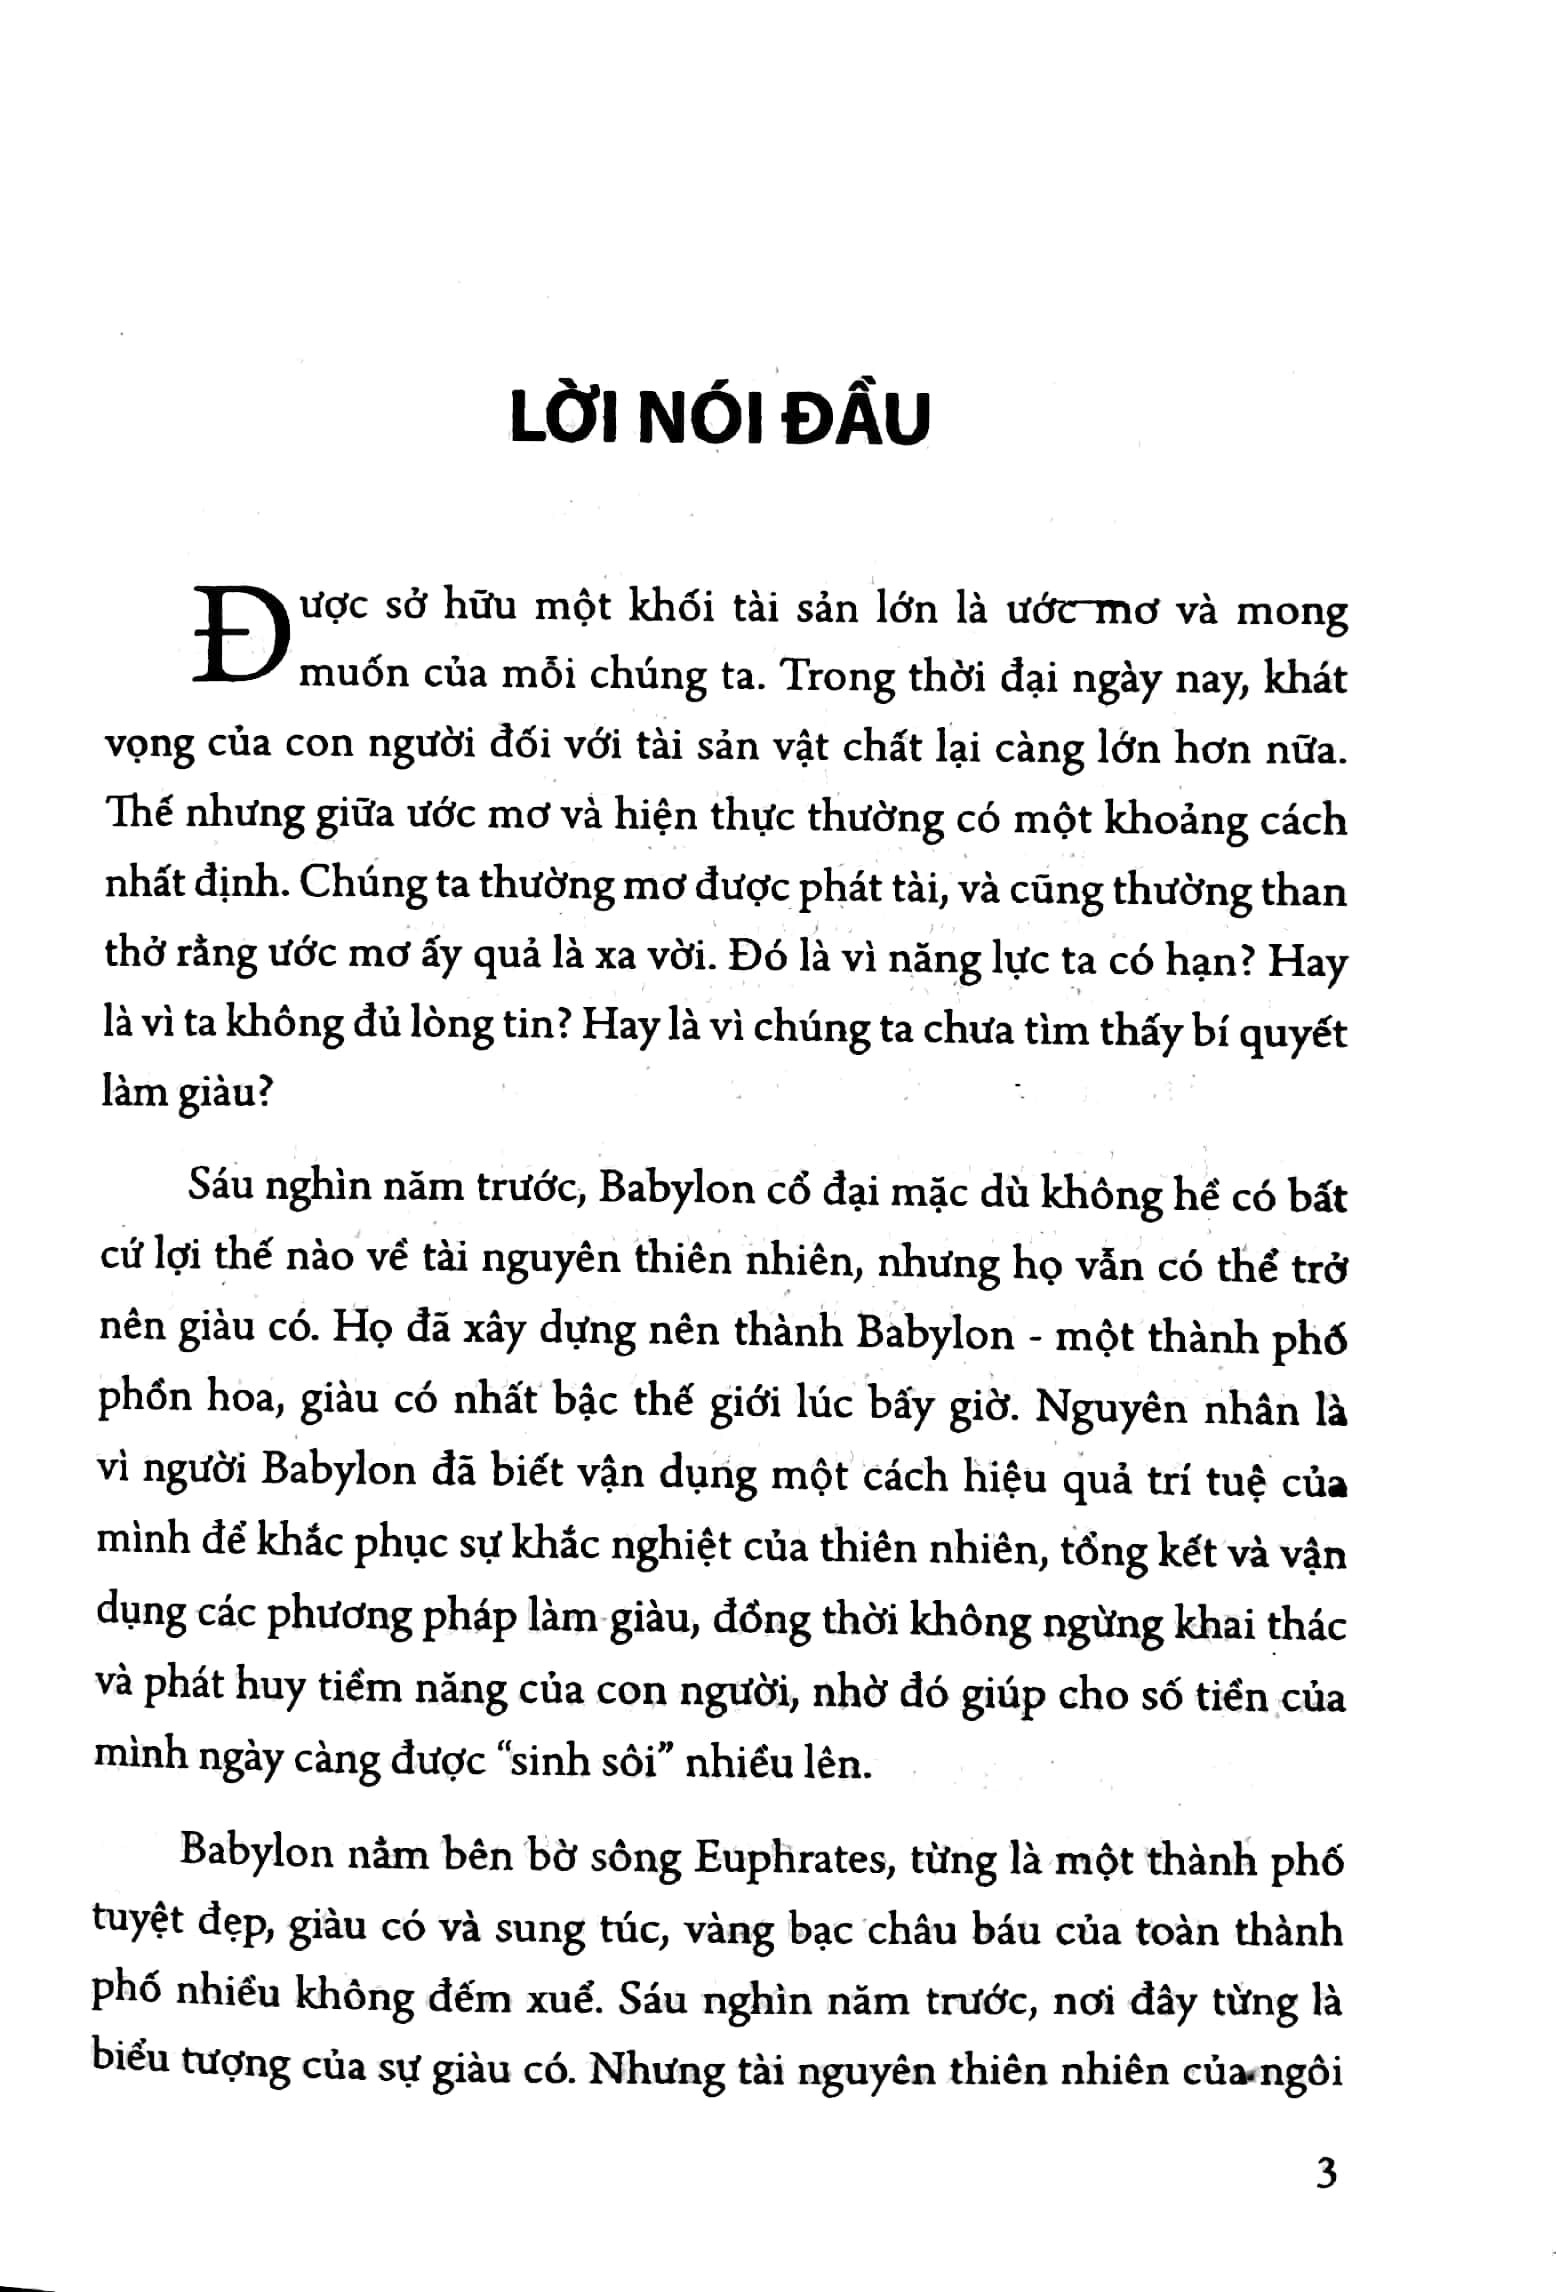 LỜI NÓI ĐẦU
Được sở hữu một khối tài sản lớn là ước mơ và mong
muốn của mỗi chúng ta. Trong thời đại ngày nay, khát
vọng của con người đối với tài sản vật chất lại càng lớn hơn nữa.
Thế nhưng giữa ước mơ và hiện thực thường có một khoảng cách
nhất định. Chúng ta thường mơ được phát tài, và cũng thường than
thở rằng ước mơ ấy quả là xa vời. Đó là vì năng lực ta có hạn? Hay
là vì ta không đủ lòng tin? Hay là vì chúng ta chưa tìm thấy bí quyết
làm giàu?
Sáu nghìn năm trước, Babylon cổ đại mặc dù không hề có bất
cứ lợi thế nào về tài nguyên thiên nhiên, nhưng họ vẫn có thể trở
nên giàu có. Họ đã xây dựng nên thành Babylon - một thành phố
phồn hoa, giàu có nhất bậc thế giới lúc bấy giờ. Nguyên nhân là
vì người Babylon đã biết vận dụng một cách hiệu quả trí tuệ của
mình để khắc phục sự khắc nghiệt của thiên nhiên, tổng kết và vận
dụng các phương pháp làm giàu, đồng thời không ngừng khai thác
và phát huy tiềm năng của con người, nhờ đó giúp cho số tiền của
mình ngày càng được “sinh sôi” nhiều lên.
Babylon nằm bên bờ sông Euphrates, từng là một thành phố
tuyệt đẹp, giàu có và sung túc, vàng bạc châu báu của toàn thành
phố nhiều không đếm xuể. Sáu nghìn năm trước, nơi đây từng là
biểu tượng của sự giàu có. Nhưng tài nguyên thiên nhiên của ngôi
3